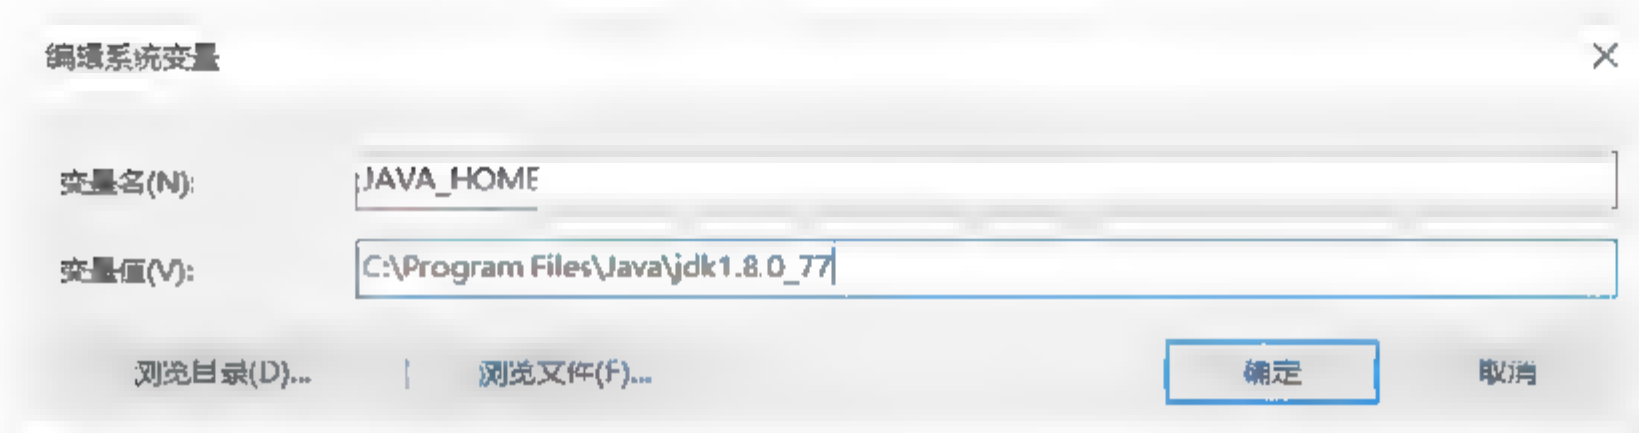 编辑系统变量
变量名(N): JAVA_HOME
变量值(V): C:\Program Files\Java\jdk1.8.0_77
浏览目录(D)... 浏览文件(F)... 确定 取消